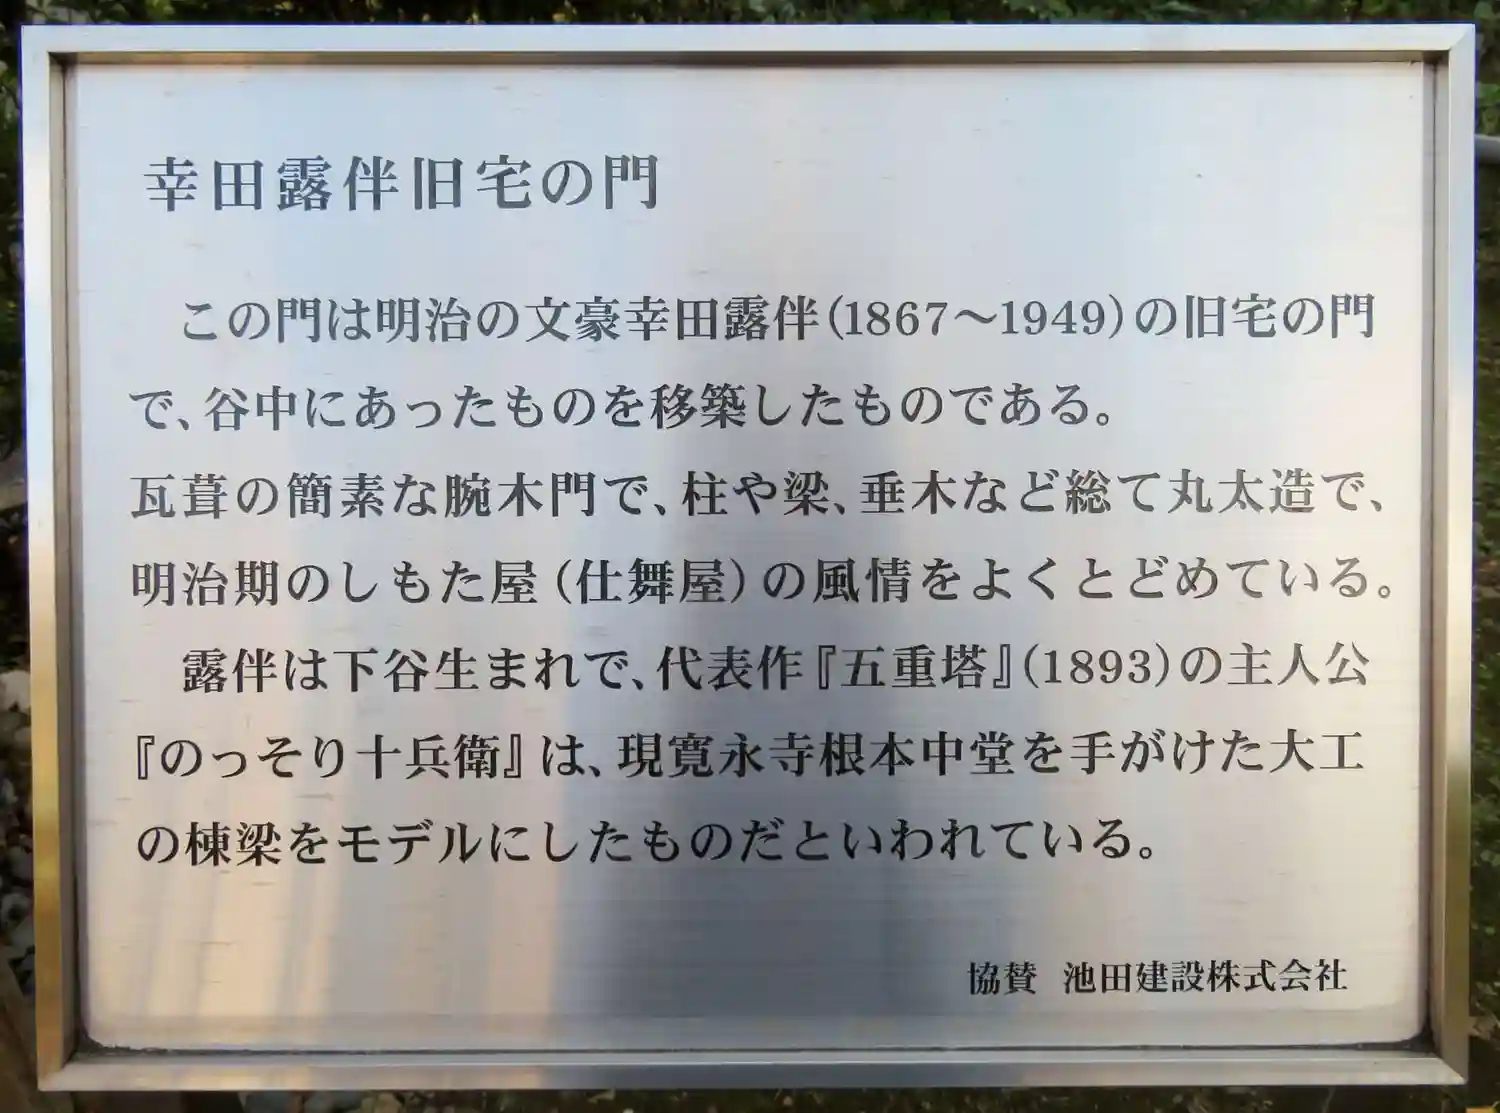 幸田露伴旧宅の門
この門は明治の文豪幸田露伴(1867〜1949)の旧宅の門
で、谷中にあったものを移築したものである。
瓦葺の簡素な腕木門で、柱や梁、垂木など総て丸太造で、
明治期のしもた屋(仕舞屋)の風情をよくとどめている。
露伴は下谷生まれで、代表作『五重塔』(1893)の主人公
『のっそり十兵衛』は、現寛永寺根本中堂を手がけた大工
の棟梁をモデルにしたものだといわれている。
協賛 池田建設株式会社